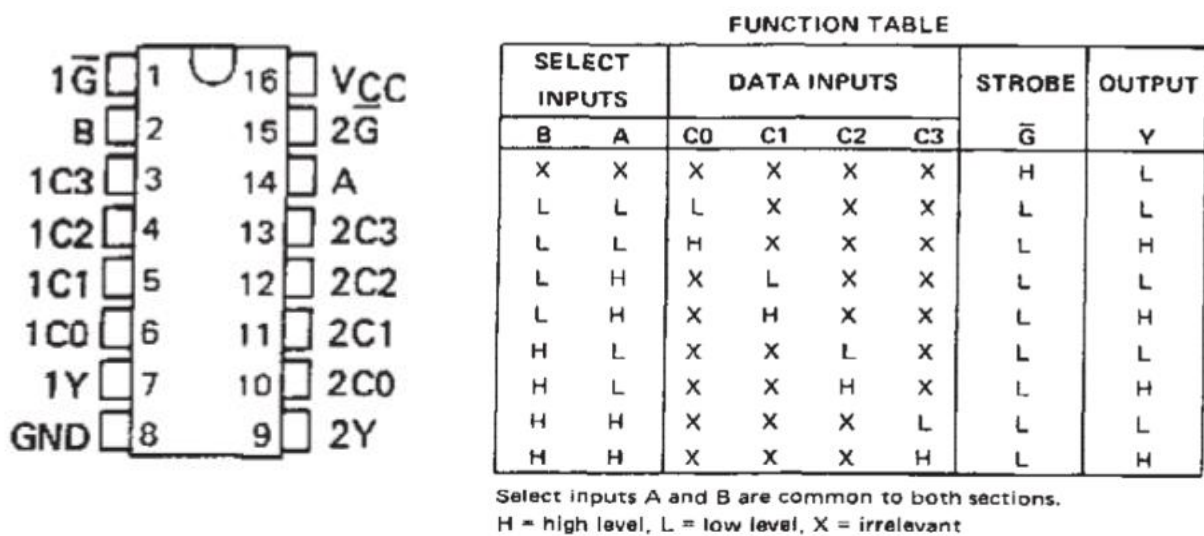 1G̅ 1 16 VCC
B 2 15 2G̅
1C3 3 14 A
1C2 4 13 2C3
1C1 5 12 2C2
1C0 6 11 2C1
1Y 7 10 2C0
GND 8 9 2Y
FUNCTION TABLE
SELECT INPUTS DATA INPUTS STROBE OUTPUT
B A C0 C1 C2 C3 G̅ Y
X X X X X X H L
L L L X X X L L
L L H X X X L H
L H X L X X L L
L H X H X X L H
H L X X L X L L
H L X X H X L H
H H X X X L L L
H H X X X H L H
Select inputs A and B are common to both sections.
H = high level, L = low level, X = irrelevant